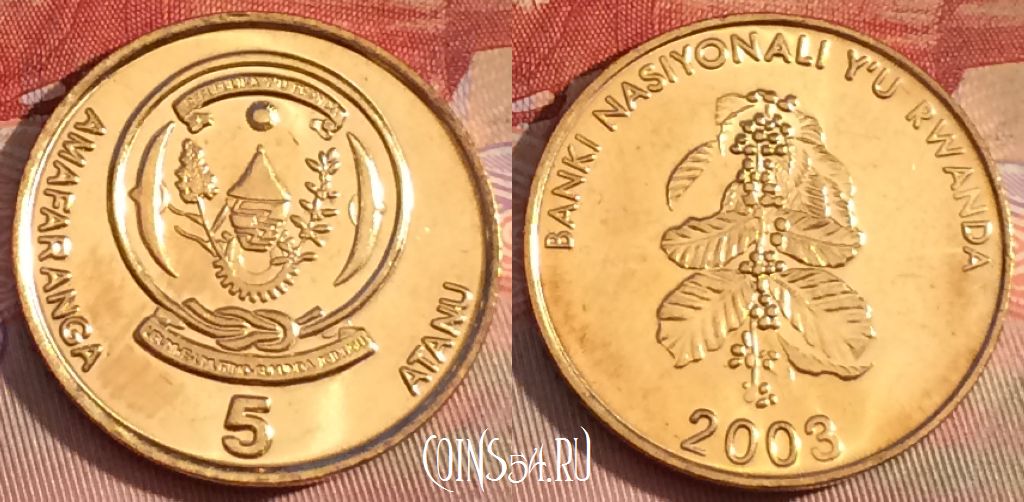 AMAFARANGA
ATANU
5
BANKI NASIYONALI Y'U RWANDA
2003
COINS54.RU